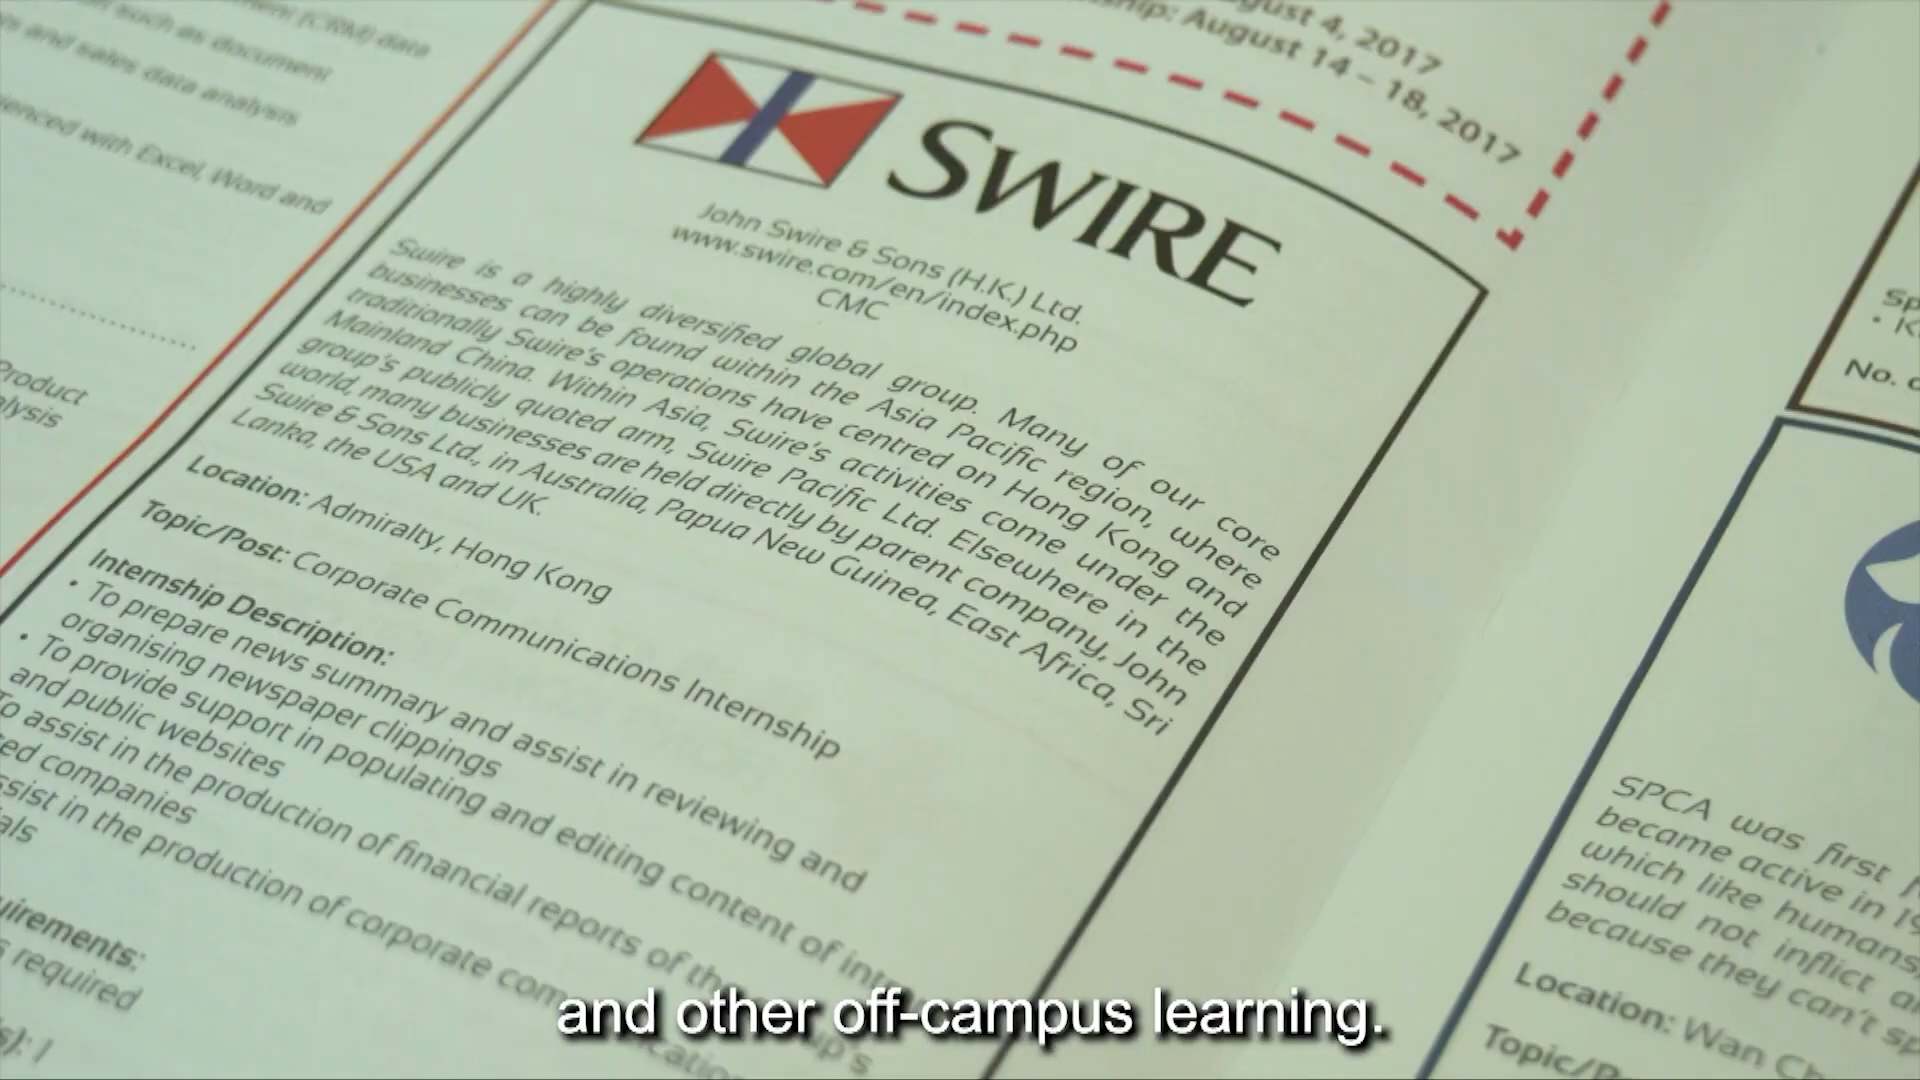 (CRM) data
such as document
and sales data analysis
with Excel, Word and
Product
August 4, 2017
August 14 – 18, 2017
SWIRE
John Swire & Sons (H.K.) Ltd.
www.swire.com/en/index.php
CMC
Swire is a highly diversified global group. Many of our core
businesses can be found within the Asia Pacific region, where
traditionally Swire's operations have centred on Hong Kong and
Mainland China. Within Asia, Swire's activities come under the
group's publicly quoted arm, Swire Pacific Ltd. Elsewhere in the
world, many businesses are held directly by parent company, John
Swire & Sons Ltd., in Australia, Papua New Guinea, East Africa, Sri
Lanka, the USA and UK.
Location: Admiralty, Hong Kong
Topic/Post: Corporate Communications Internship
Internship Description:
• To prepare news summary and assist in reviewing and
organising newspaper clippings
• To provide support in populating and editing content of
and public websites
To assist in the production of financial reports of
companies
in the production of corporate
required
No.
SPCA was first
became active in
which like humans,
should not inflict
because they can't
Location: Wan
and other off-campus learning.